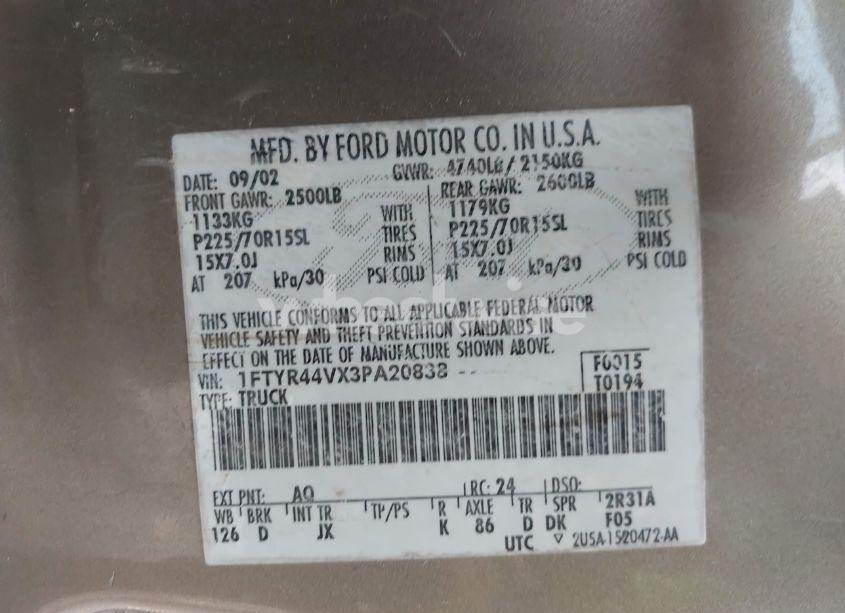 MFD. BY FORD MOTOR CO. IN U.S.A.
DATE: 09/02 GVWR: 4740LB / 2150KG
FRONT GAWR: 2500LB REAR GAWR: 2600LB
1133KG WITH 1179KG WITH
P225/70R15SL TIRES P225/70R15SL TIRES
15X7.0J RIMS 15X7.0J RIMS
AT 207 kPa/30 PSI COLD AT 207 kPa/30 PSI COLD
THIS VEHICLE CONFORMS TO ALL APPLICABLE FEDERAL MOTOR
VEHICLE SAFETY AND THEFT PREVENTION STANDARDS IN
EFFECT ON THE DATE OF MANUFACTURE SHOWN ABOVE.
VIN: 1FTYR44VX3PA20838 F0015
TYPE: TRUCK T0194
EXT PNT: AQ RC: 24 DSO:
WB BRK INT TR TP/PS R AXLE TR SPR 2R31A
126 D JX K 86 D DK F05
UTC ▽ 2U5A-1520472-AA